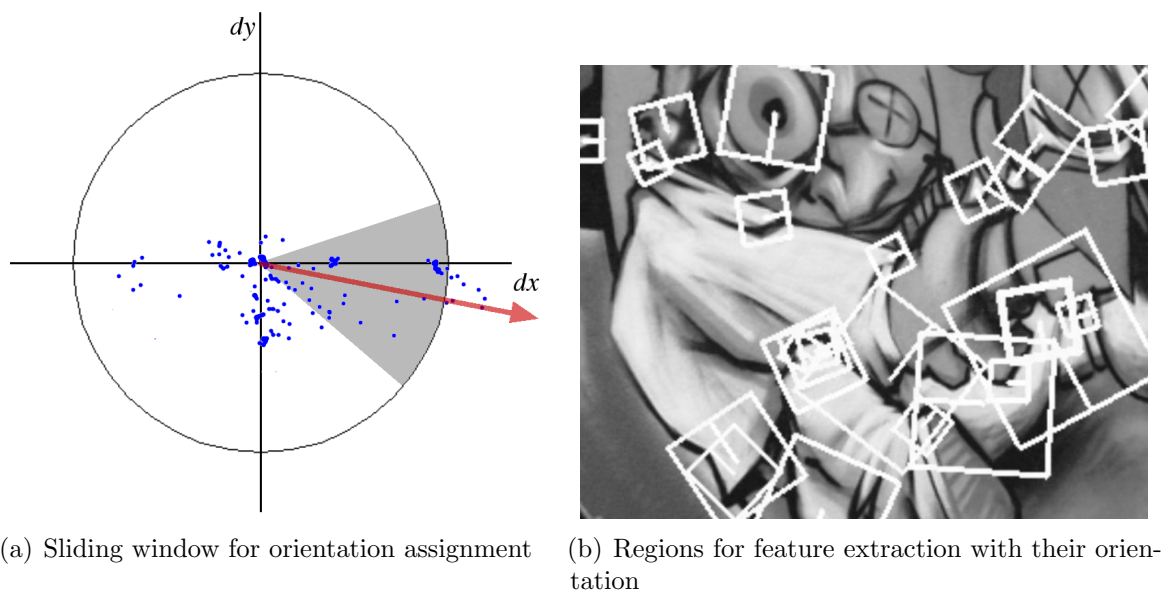 dy
dx
(a) Sliding window for orientation assignment
(b) Regions for feature extraction with their orien-
tation